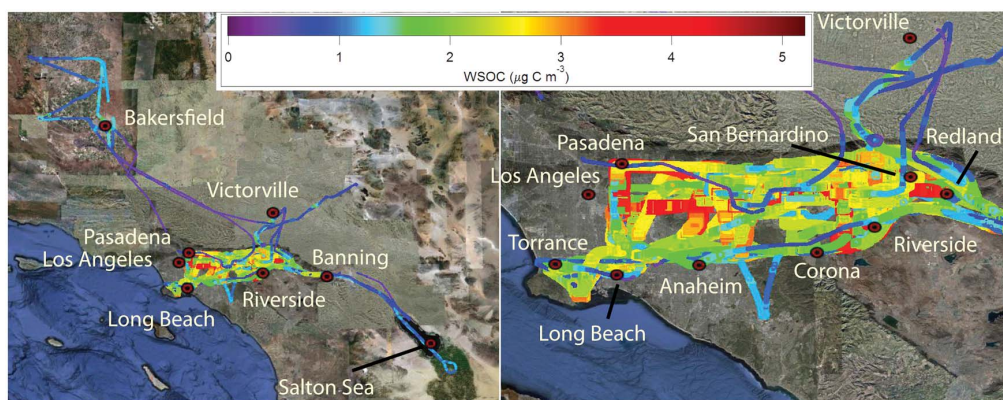 0 1 2 3 4 5
WSOC (μg C m⁻³)
Bakersfield
Victorville
Pasadena
Los Angeles
Banning
Riverside
Long Beach
Salton Sea
Victorville
San Bernardino
Redland
Pasadena
Los Angeles
Torrance
Riverside
Corona
Anaheim
Long Beach